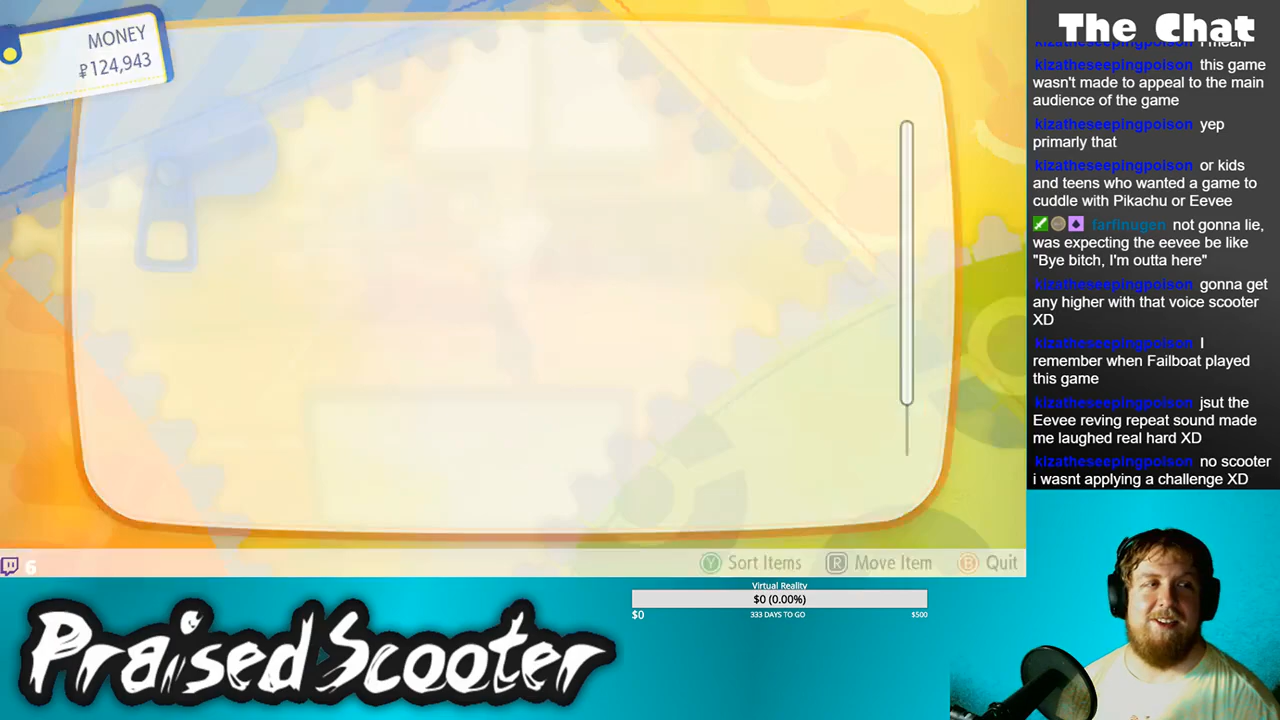 MONEY
₽124,943
6
Sort Items
Move Item
Quit
Y
R
B
Virtual Reality
$0 (0.00%)
$0
333 DAYS TO GO
$500
PraisedScooter
The Chat
kizatheseepingpoison I mean
kizatheseepingpoison this game
wasn't made to appeal to the main
audience of the game
kizatheseepingpoison yep
primarly that
kizatheseepingpoison or kids
and teens who wanted a game to
cuddle with Pikachu or Eevee
farfinugen not gonna lie,
was expecting the eevee be like
"Bye bitch, I'm outta here"
kizatheseepingpoison gonna get
any higher with that voice scooter
XD
kizatheseepingpoison I
remember when Failboat played
this game
kizatheseepingpoison jsut the
Eevee reving repeat sound made
me laughed real hard XD
kizatheseepingpoison no scooter
i wasnt applying a challenge XD